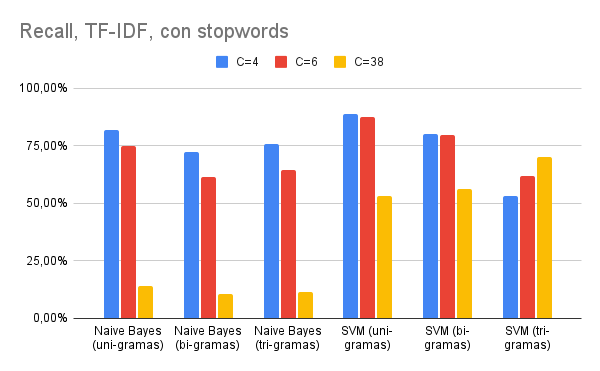 Recall, TF-IDF, con stopwords
C=4 C=6 C=38
100,00%
75,00%
50,00%
25,00%
0,00%
Naive Bayes
(uni-gramas)
Naive Bayes
(bi-gramas)
Naive Bayes
(tri-gramas)
SVM (uni-
gramas)
SVM (bi-
gramas)
SVM (tri-
gramas)